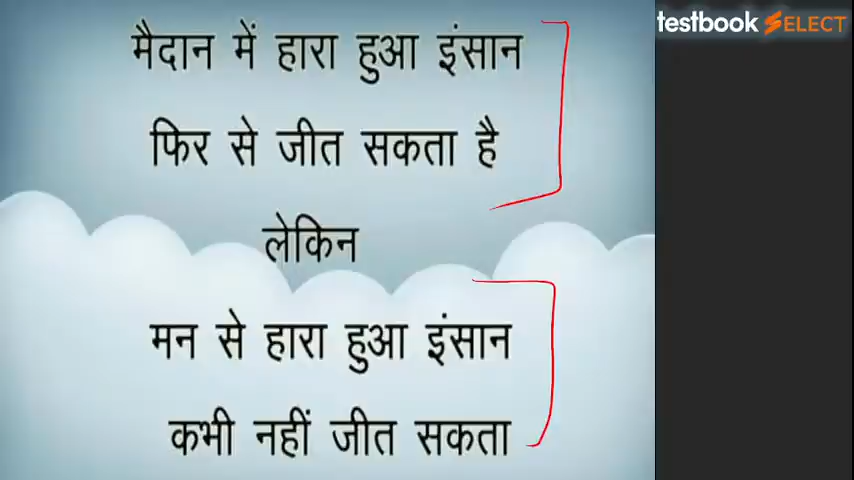 मैदान में हारा हुआ इंसान
फिर से जीत सकता है
लेकिन
मन से हारा हुआ इंसान
कभी नहीं जीत सकता
testbook SELECT